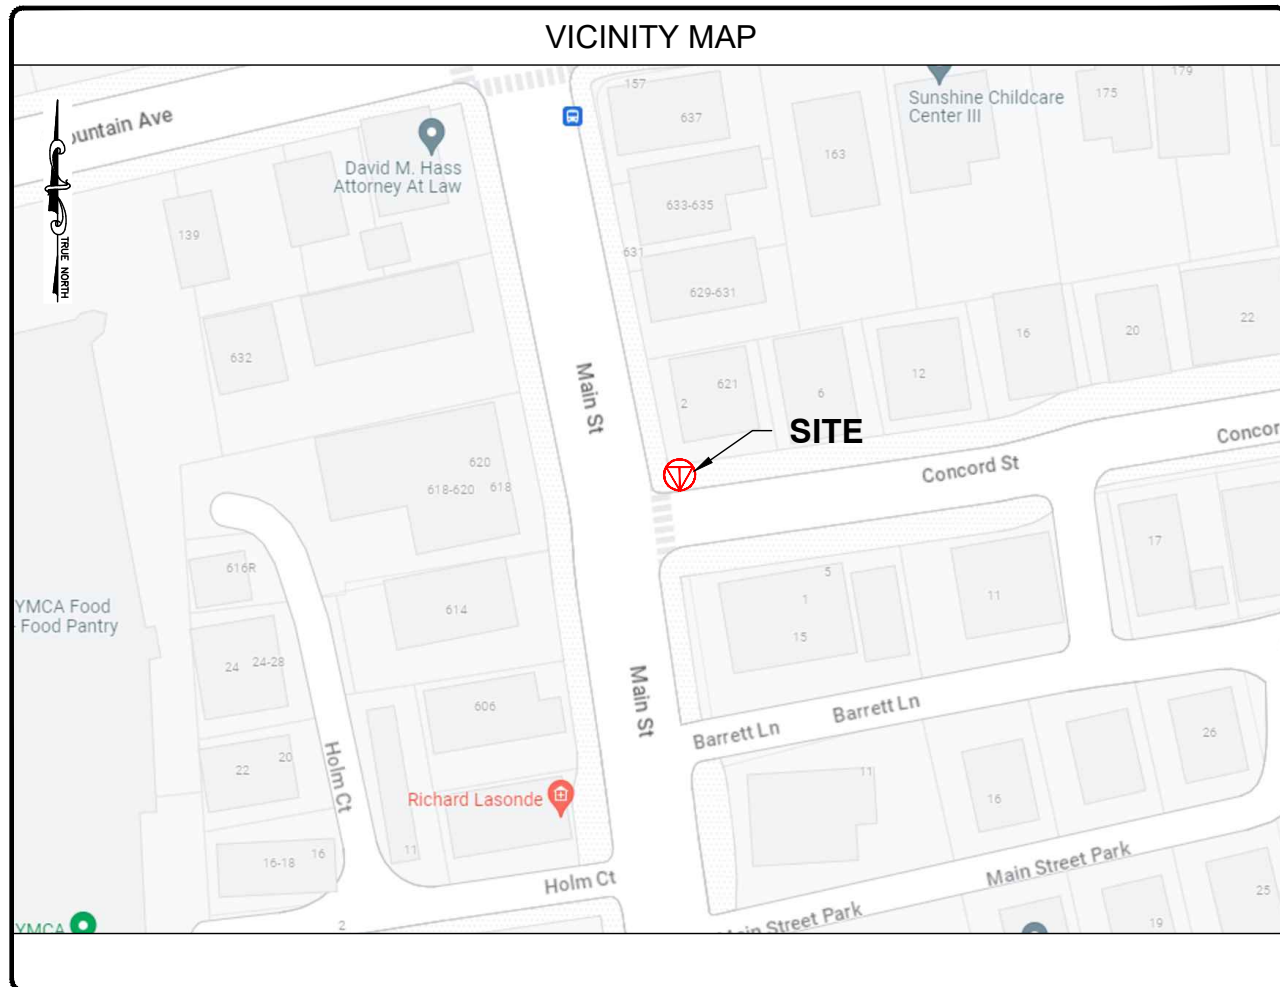 VICINITY MAP
ountain Ave
TRUE NORTH
David M. Hass
Attorney At Law
157
637
163
Sunshine Childcare
Center III
175
179
139
633-635
631
629-631
632
22
16
20
12
6
621
2
Main St
SITE
Concord St
Concor
620
618-620
618
616R
614
17
5
1
15
11
YMCA Food
Food Pantry
24
24-28
606
Main St
Barrett Ln
Barrett Ln
26
22
20
Holm Ct
Richard Lasonde
11
16
11
16-18
16
Holm Ct
Main Street Park
Main Street Park
25
19
2
YMCA